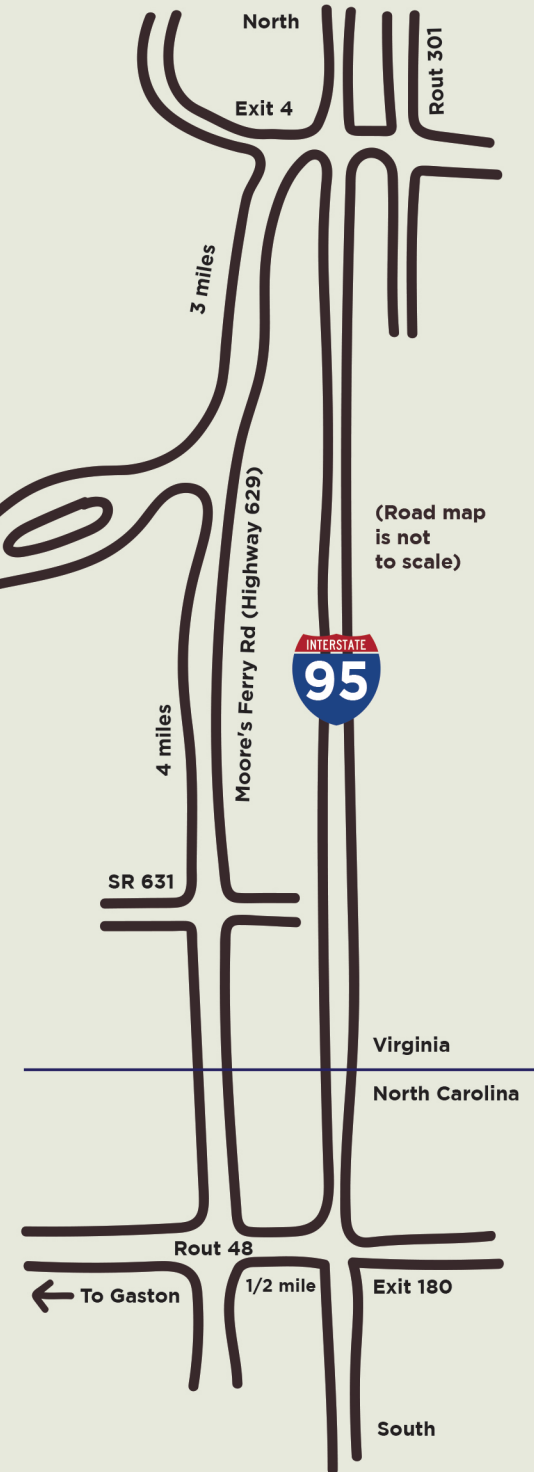 North
Rout 301
Exit 4
3 miles
Moore's Ferry Rd (Highway 629)
(Road map
is not
to scale)
INTERSTATE
95
4 miles
SR 631
Virginia
North Carolina
Rout 48
1/2 mile
Exit 180
To Gaston
South